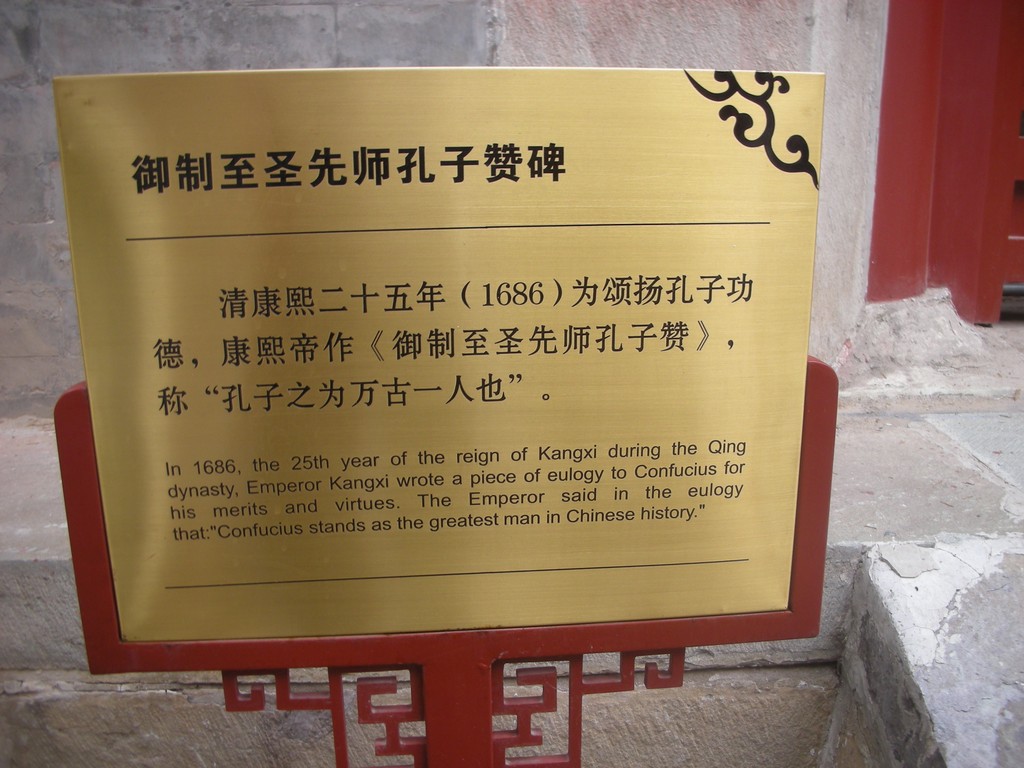 御制至圣先师孔子赞碑
清康熙二十五年（1686）为颂扬孔子功
德，康熙帝作《御制至圣先师孔子赞》，
称“孔子之为万古一人也”。
In 1686, the 25th year of the reign of Kangxi during the Qing
dynasty, Emperor Kangxi wrote a piece of eulogy to Confucius for
his merits and virtues. The Emperor said in the eulogy
that:"Confucius stands as the greatest man in Chinese history."